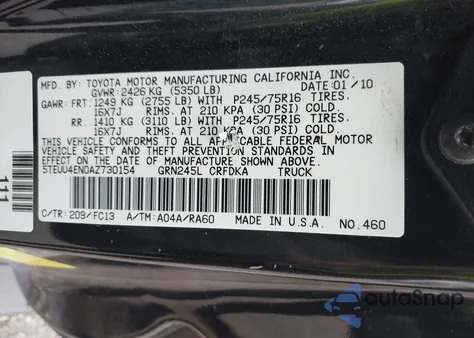 MFD. BY: TOYOTA MOTOR MANUFACTURING CALIFORNIA INC.
GVWR: 2426 KG (5350 LB) DATE: 01/10
GAWR: FRT. 1249 KG (2755 LB) WITH P245/75R16 TIRES.
16X7J RIMS. AT 210 KPA (30 PSI) COLD
RR. 1410 KG (3110 LB) WITH P245/75R16 TIRES.
16X7J RIMS. AT 210 KPA (30 PSI) COLD
THIS VEHICLE CONFORMS TO ALL APPLICABLE FEDERAL MOTOR
VEHICLE SAFETY AND THEFT PREVENTION STANDARDS IN
EFFECT ON THE DATE OF MANUFACTURE SHOWN ABOVE.
5TEUU4EN0AZ730154 GRN245L CRFDKA TRUCK
C/TR: 209/FC13 A/TM: A04A/RA60 MADE IN U.S.A. NO. 460
111
autoSnap